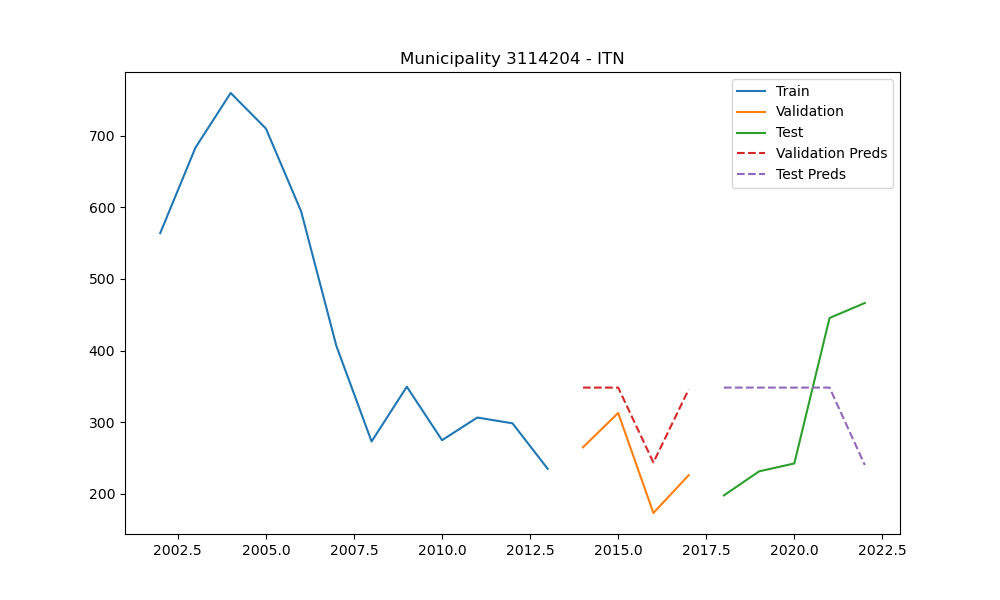 Municipality 3114204 - ITN
Train
Validation
Test
Validation Preds
Test Preds
700
600
500
400
300
200
2002.5 2005.0 2007.5 2010.0 2012.5 2015.0 2017.5 2020.0 2022.5